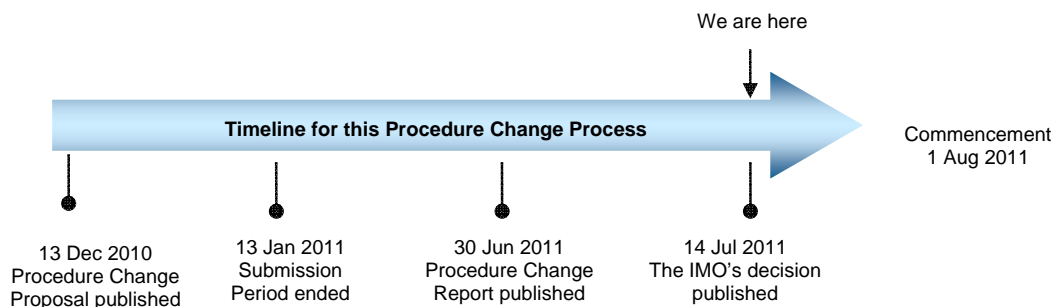 We are here
Timeline for this Procedure Change Process
Commencement
1 Aug 2011
13 Dec 2010
Procedure Change
Proposal published
13 Jan 2011
Submission
Period ended
30 Jun 2011
Procedure Change
Report published
14 Jul 2011
The IMO's decision
published